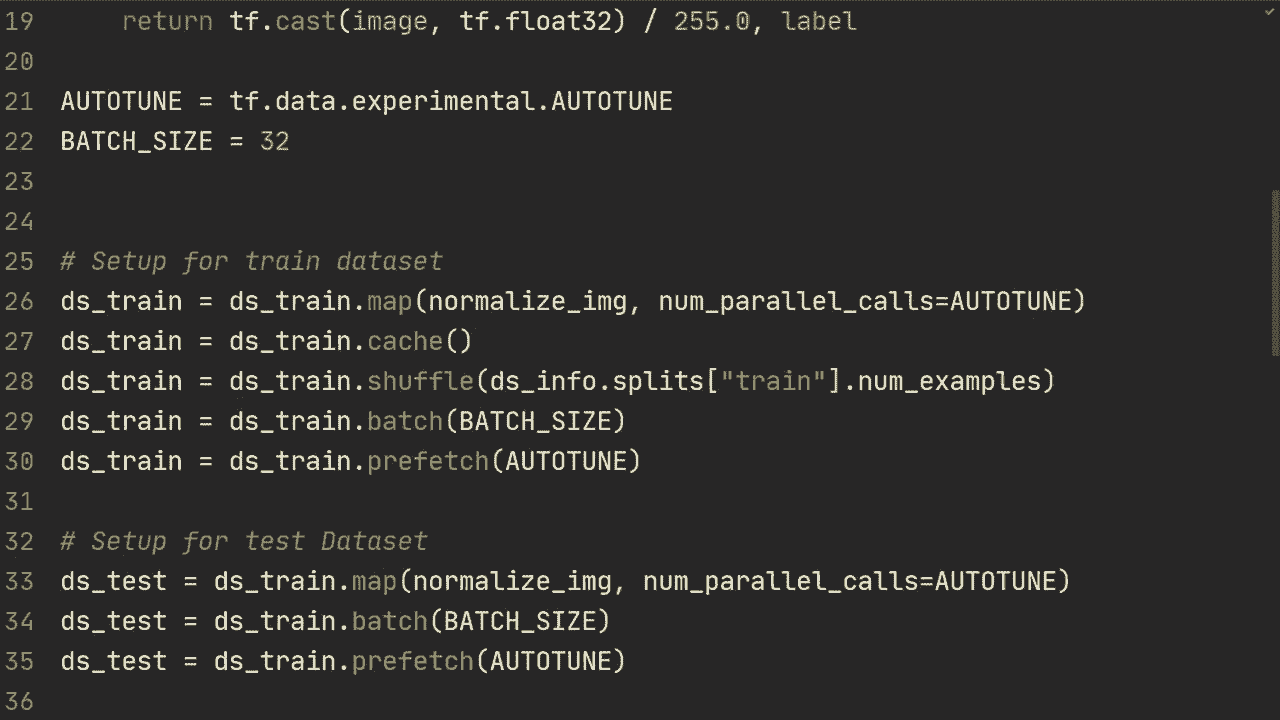 19 return tf.cast(image, tf.float32) / 255.0, label
20
21 AUTOTUNE = tf.data.experimental.AUTOTUNE
22 BATCH_SIZE = 32
23
24
25 # Setup for train dataset
26 ds_train = ds_train.map(normalize_img, num_parallel_calls=AUTOTUNE)
27 ds_train = ds_train.cache()
28 ds_train = ds_train.shuffle(ds_info.splits["train"].num_examples)
29 ds_train = ds_train.batch(BATCH_SIZE)
30 ds_train = ds_train.prefetch(AUTOTUNE)
31
32 # Setup for test Dataset
33 ds_test = ds_train.map(normalize_img, num_parallel_calls=AUTOTUNE)
34 ds_test = ds_train.batch(BATCH_SIZE)
35 ds_test = ds_train.prefetch(AUTOTUNE)
36